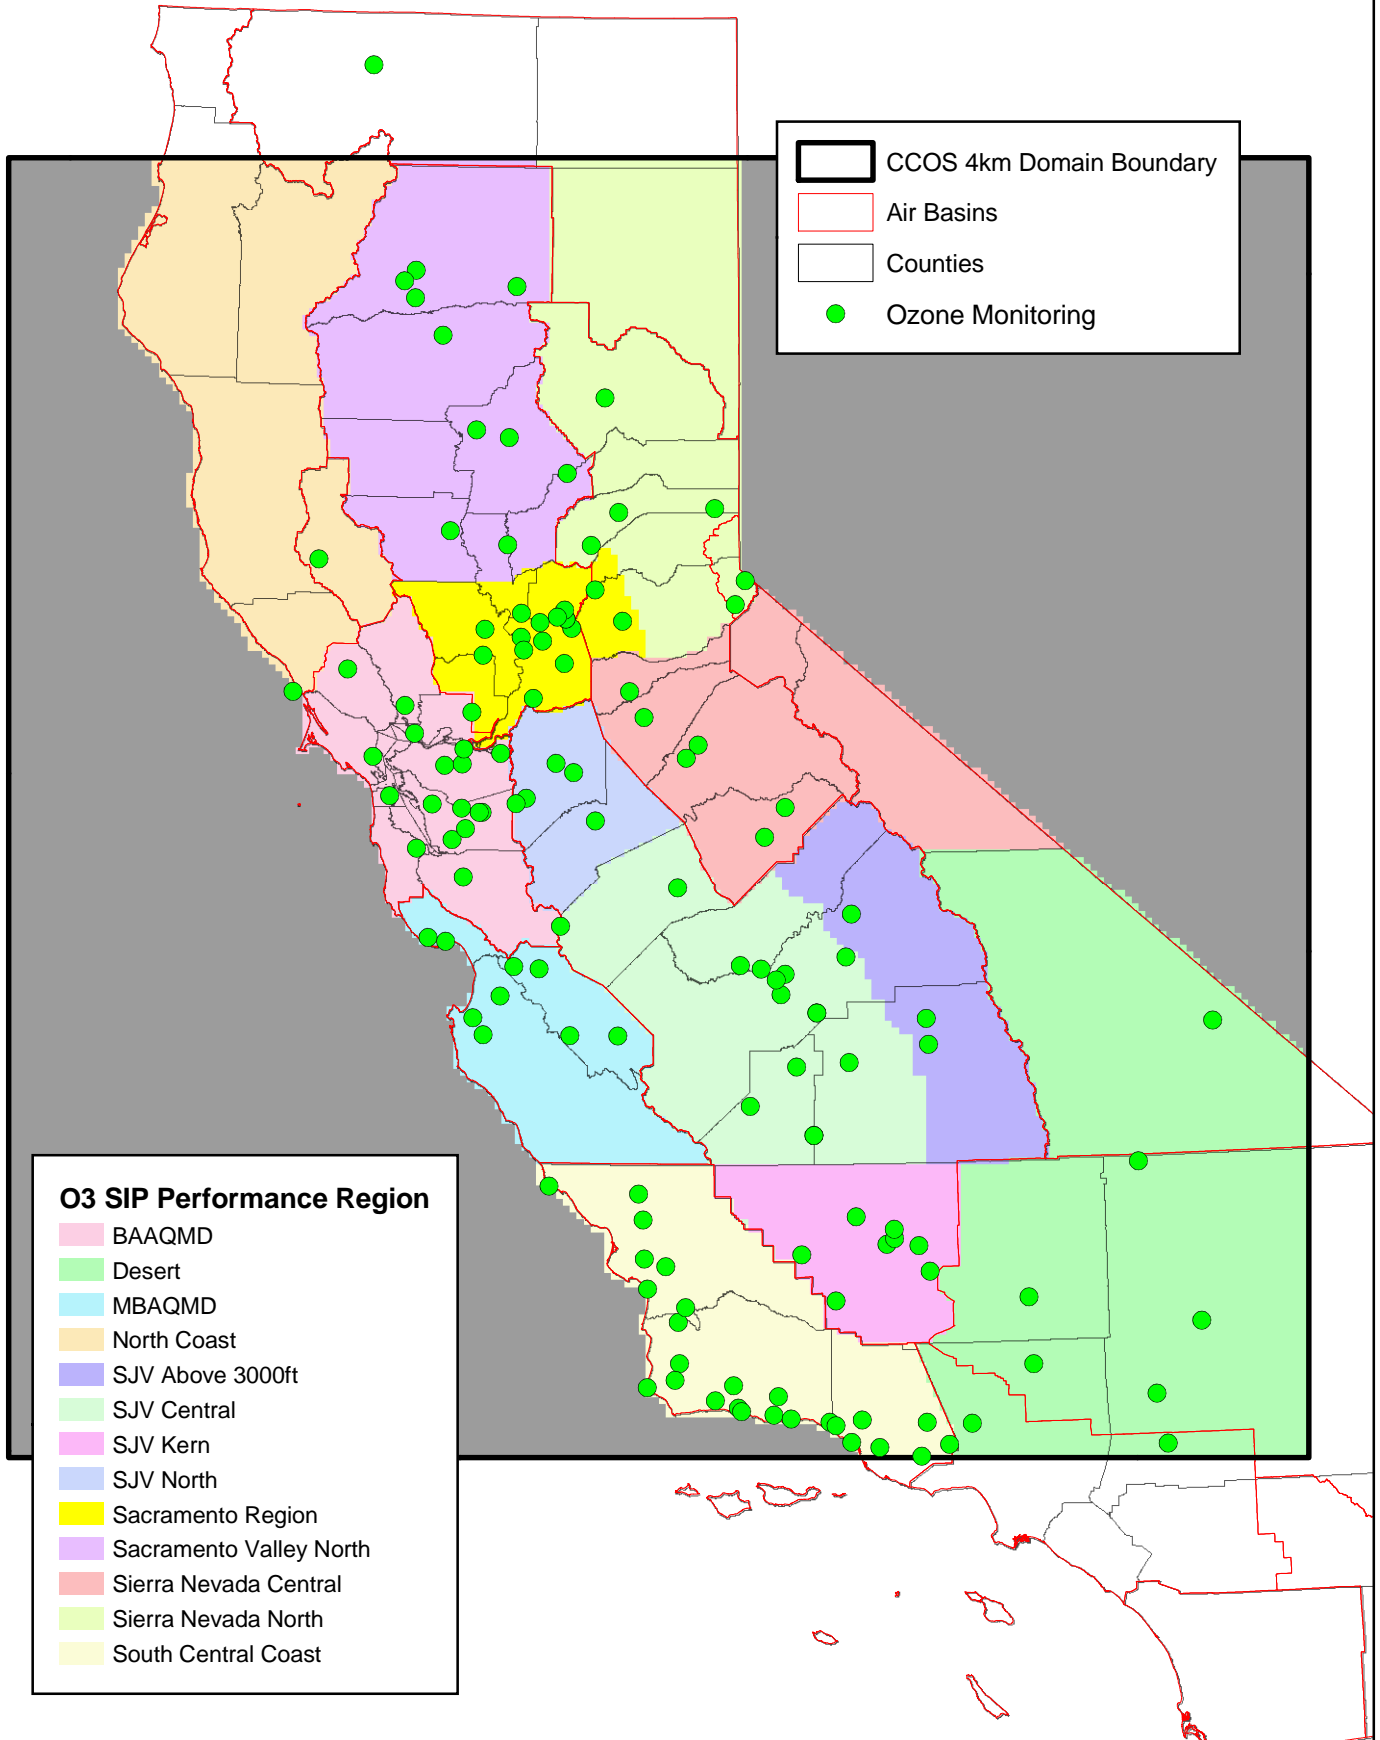 CCOS 4km Domain Boundary
Air Basins
Counties
Ozone Monitoring
O3 SIP Performance Region
BAAQMD
Desert
MBAQMD
North Coast
SJV Above 3000ft
SJV Central
SJV Kern
SJV North
Sacramento Region
Sacramento Valley North
Sierra Nevada Central
Sierra Nevada North
South Central Coast